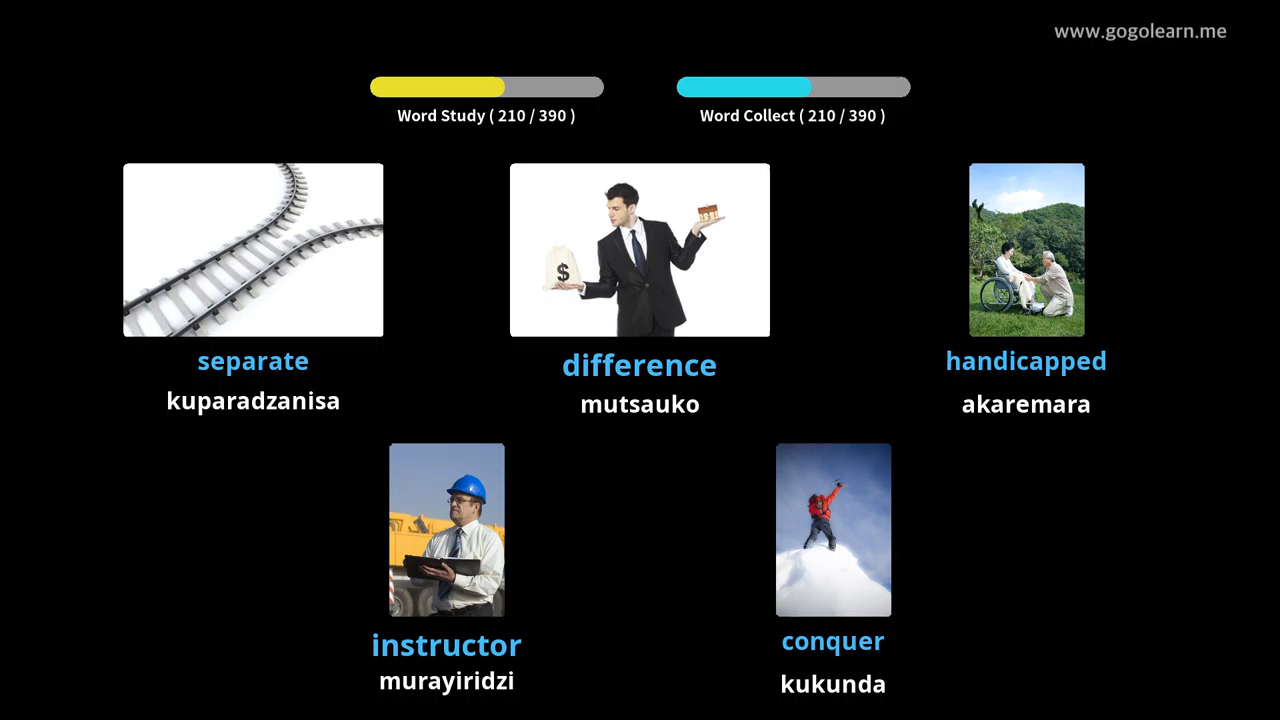 www.gogolearn.me
Word Study ( 210 / 390 )
Word Collect ( 210 / 390 )
$
separate
kuparadzanisa
difference
mutsauko
handicapped
akaremara
instructor
murayiridzi
conquer
kukunda